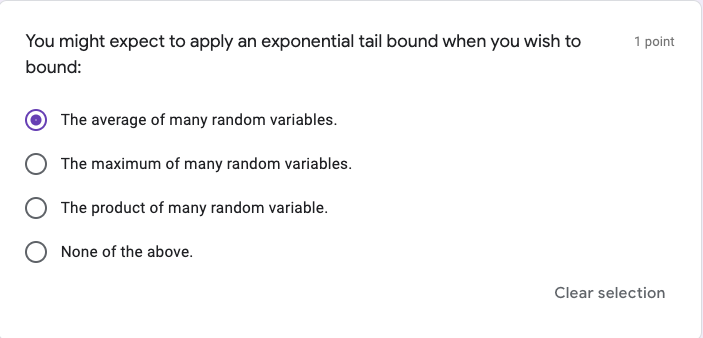 You might expect to apply an exponential tail bound when you wish to
bound:
1 point
The average of many random variables.
The maximum of many random variables.
The product of many random variable.
None of the above.
Clear selection